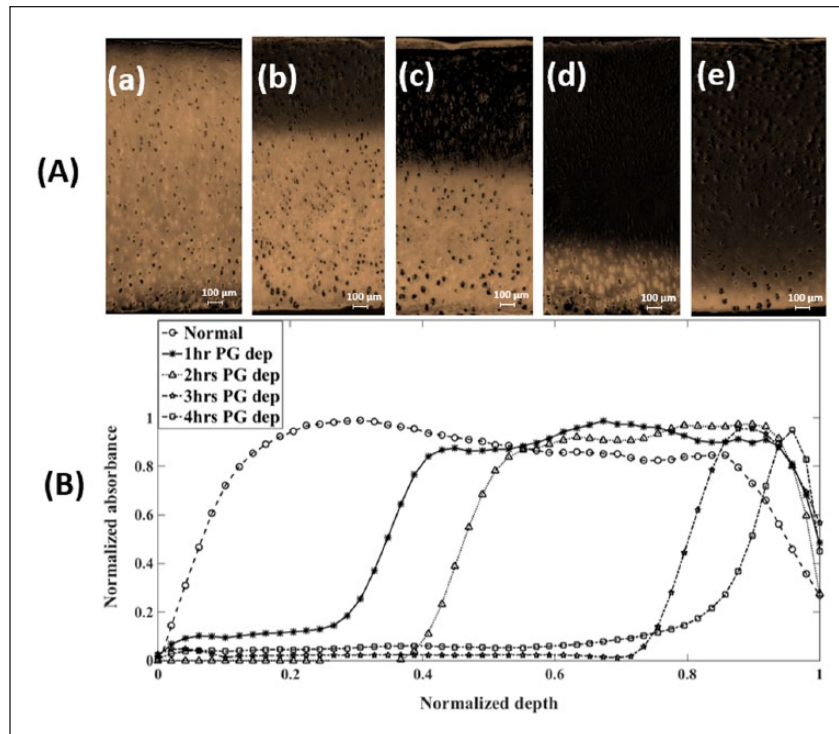 (A)
(a) (b) (c) (d) (e)
100 µm 100 µm 100 µm 100 µm 100 µm
(B)
Normal
1hr PG dep
2hrs PG dep
3hrs PG dep
4hrs PG dep
Normalized absorbance
1
0.8
0.6
0.4
0.2
0
0 0.2 0.4 0.6 0.8 1
Normalized depth